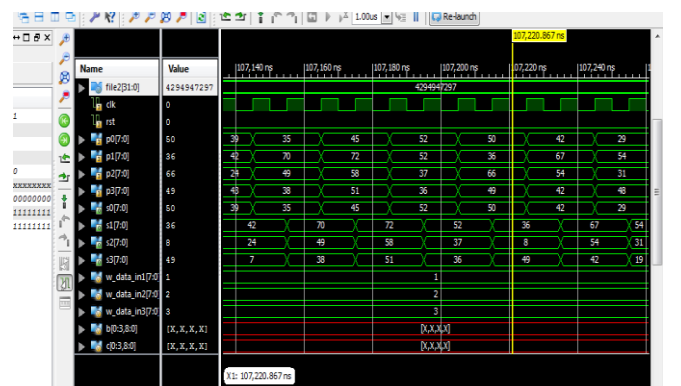 1.00us Re-launch
107,220.867 ns
Name Value
107,140 ns 107,160 ns 107,180 ns 107,200 ns 107,220 ns 107,240 ns
file2[31:0] 4294947297 4294947297
clk 0
rst 0
p0[7:0] 50 39 35 45 52 50 42 29
p1[7:0] 36 42 70 72 52 36 67 54
p2[7:0] 66 24 49 58 37 66 54 31
p3[7:0] 49 48 38 51 36 49 42 48
s0[7:0] 50 39 35 45 52 50 42 29
s1[7:0] 36 42 70 72 52 36 67 54
s2[7:0] 8 24 49 58 37 8 54 31
s3[7:0] 49 7 38 51 36 49 42 19
w_data_in1[7:0] 1 1
w_data_in2[7:0] 2 2
w_data_in3[7:0] 3 3
b[0:3,8:0] [X,X,X,X] [X,X,X,X]
c[0:3,8:0] [X,X,X,X] [X,X,X,X]
X1: 107,220.867 ns
1
0
xxxxxxxx
00000000
11111111
11111111